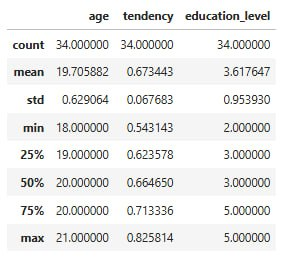 age tendency education_level
count 34.000000 34.000000 34.000000
mean 19.705882 0.673443 3.617647
std 0.629064 0.067683 0.953930
min 18.000000 0.543143 2.000000
25% 19.000000 0.623578 3.000000
50% 20.000000 0.664650 3.000000
75% 20.000000 0.713336 5.000000
max 21.000000 0.825814 5.000000